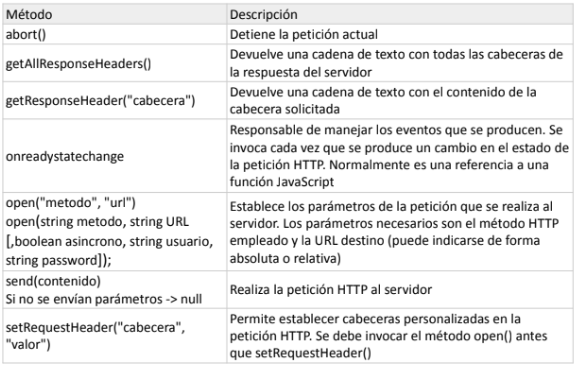 Método
Descripción
abort()
Detiene la petición actual
getAllResponseHeaders()
Devuelve una cadena de texto con todas las cabeceras de
la respuesta del servidor
getResponseHeader("cabecera")
Devuelve una cadena de texto con el contenido de la
cabecera solicitada
onreadystatechange
Responsable de manejar los eventos que se producen. Se
invoca cada vez que se produce un cambio en el estado de
la petición HTTP. Normalmente es una referencia a una
función JavaScript
open("metodo", "url")
open(string metodo, string URL
[,boolean asincrono, string usuario,
string password]);
Establece los parámetros de la petición que se realiza al
servidor. Los parámetros necesarios son el método HTTP
empleado y la URL destino (puede indicarse de forma
absoluta o relativa)
send(contenido)
Si no se envían parámetros -> null
Realiza la petición HTTP al servidor
setRequestHeader("cabecera",
"valor")
Permite establecer cabeceras personalizadas en la
petición HTTP. Se debe invocar el método open() antes
que setRequestHeader()